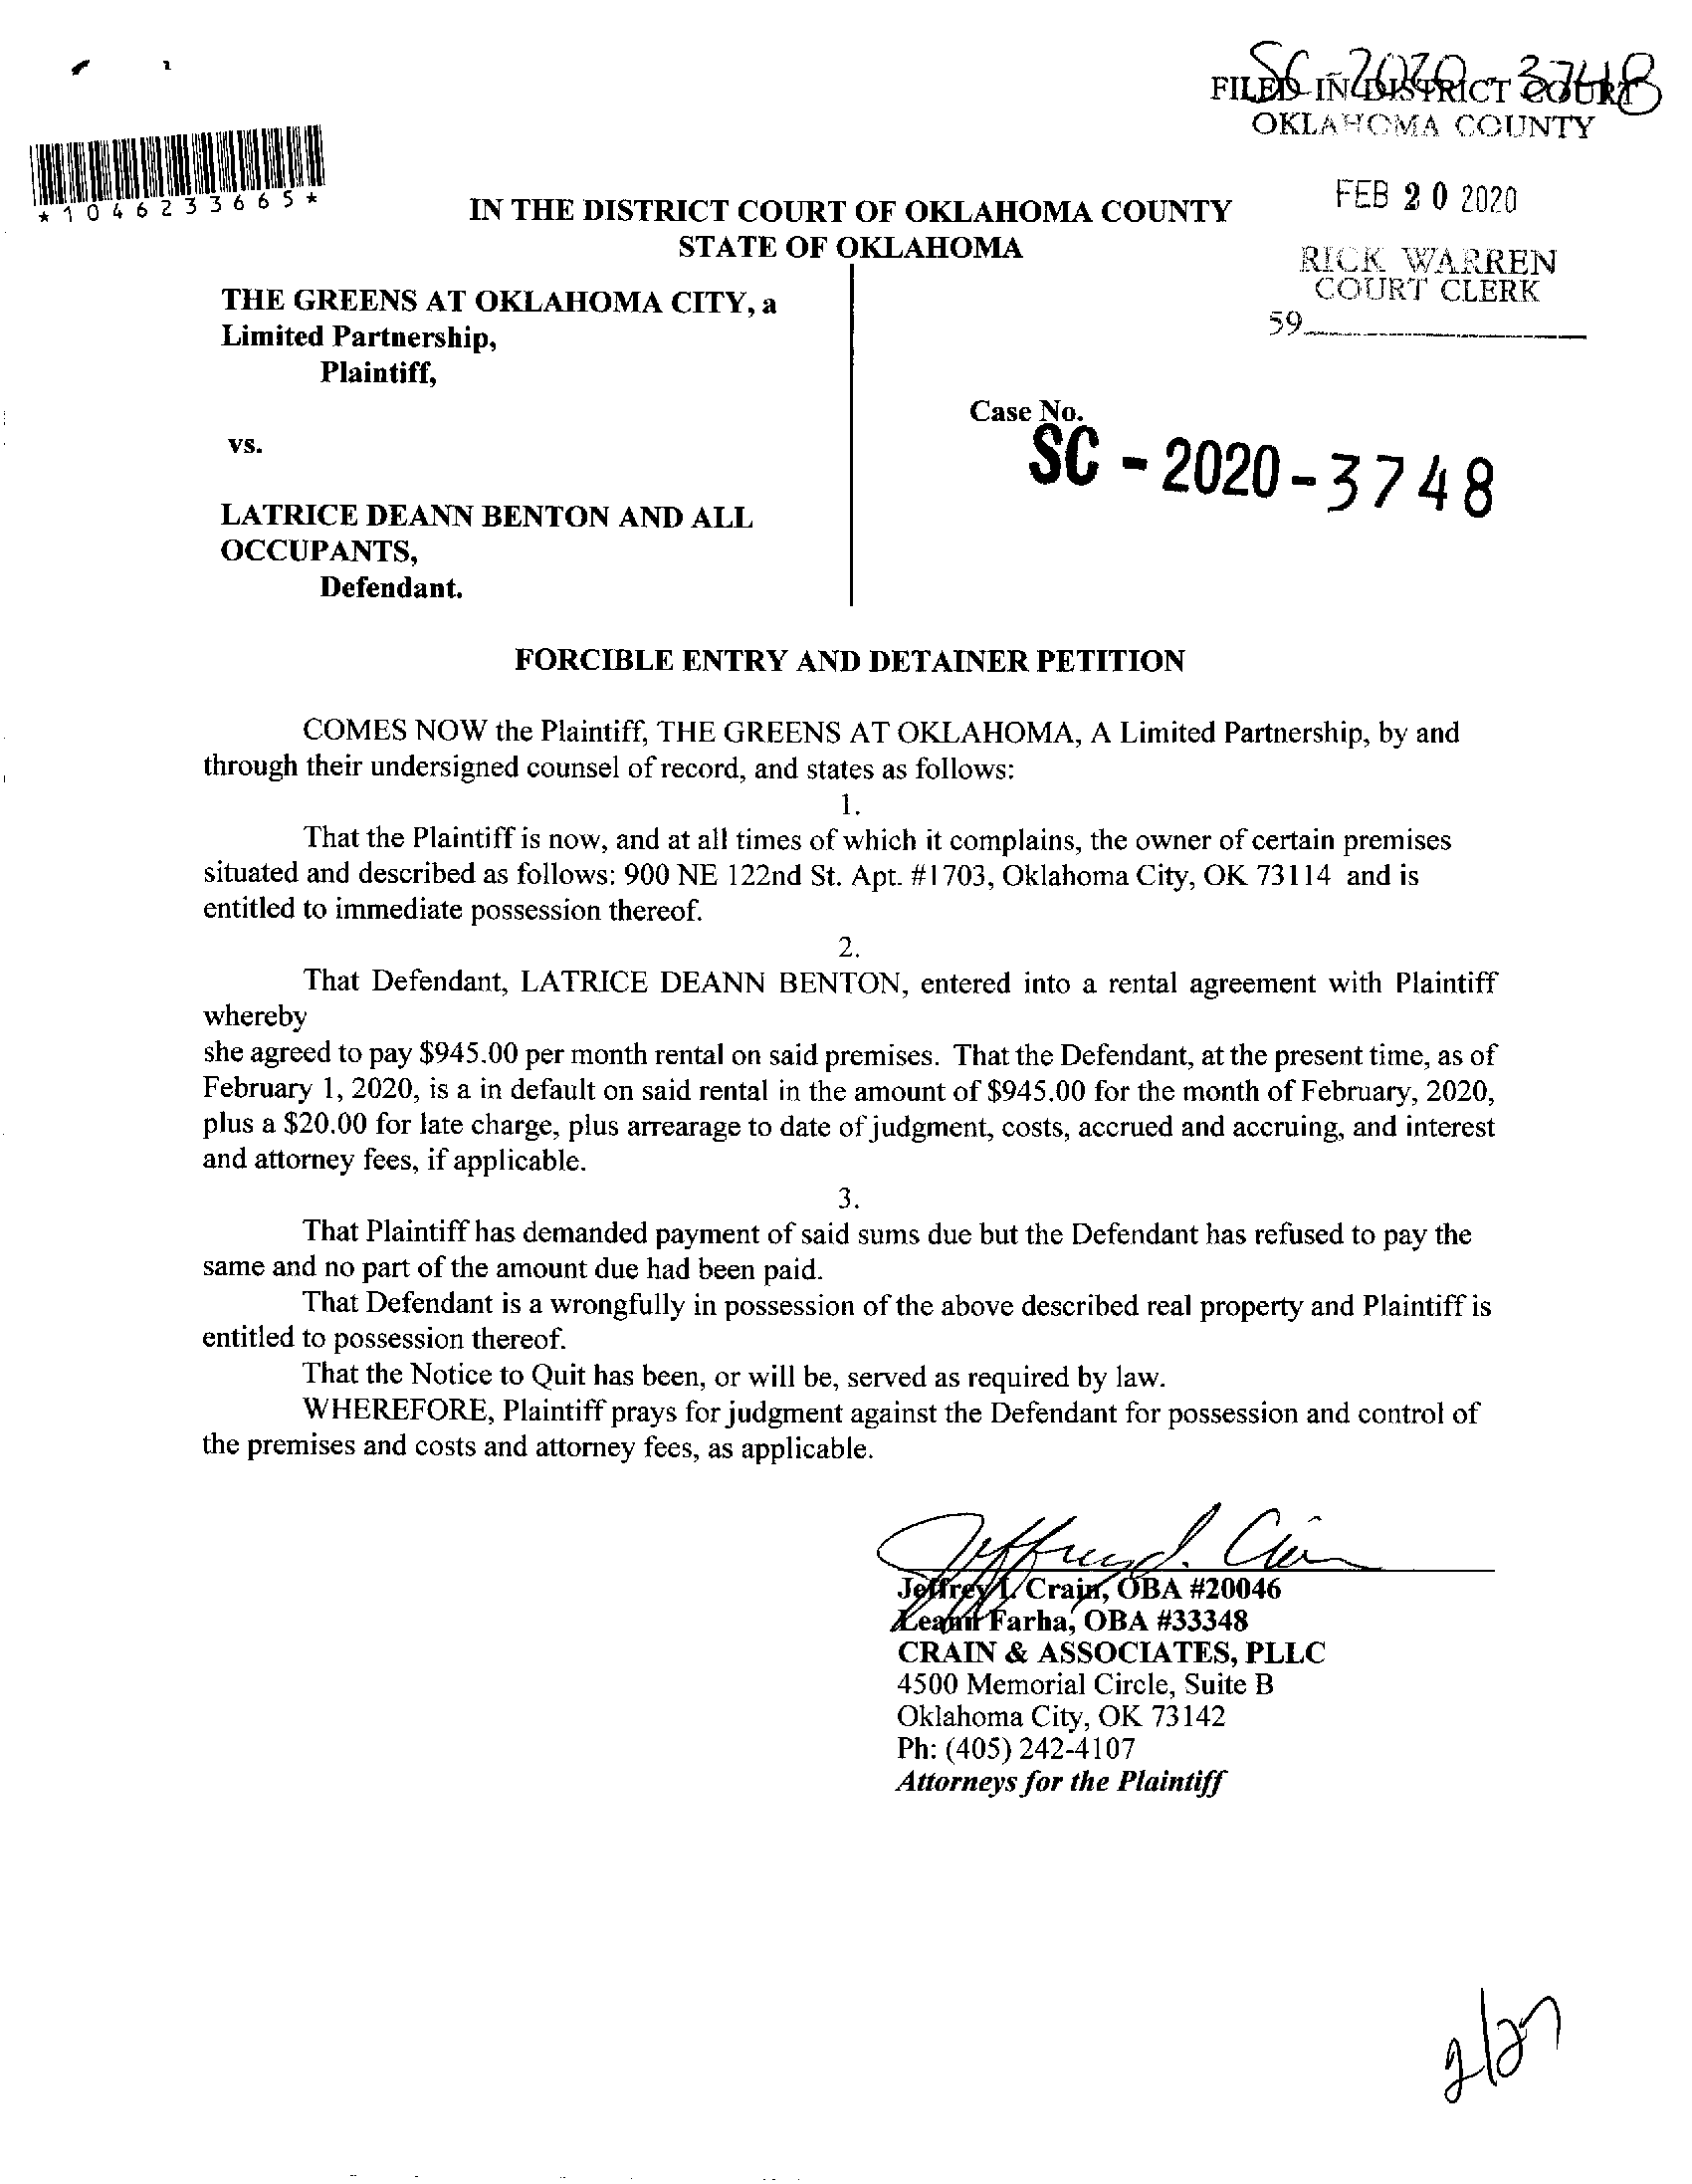 SC-2020-3748
FILED IN DISTRICT COURT
OKLAHOMA COUNTY
FEB 20 2020
RICK WARREN
COURT CLERK
59
*1046233665*
IN THE DISTRICT COURT OF OKLAHOMA COUNTY
STATE OF OKLAHOMA
THE GREENS AT OKLAHOMA CITY, a
Limited Partnership,
Plaintiff,
vs.
LATRICE DEANN BENTON AND ALL
OCCUPANTS,
Defendant.
Case No.
SC - 2020 - 3748
FORCIBLE ENTRY AND DETAINER PETITION
COMES NOW the Plaintiff, THE GREENS AT OKLAHOMA, A Limited Partnership, by and
through their undersigned counsel of record, and states as follows:
1.
That the Plaintiff is now, and at all times of which it complains, the owner of certain premises
situated and described as follows: 900 NE 122nd St. Apt. #1703, Oklahoma City, OK 73114 and is
entitled to immediate possession thereof.
2.
That Defendant, LATRICE DEANN BENTON, entered into a rental agreement with Plaintiff
whereby
she agreed to pay $945.00 per month rental on said premises. That the Defendant, at the present time, as of
February 1, 2020, is a in default on said rental in the amount of $945.00 for the month of February, 2020,
plus a $20.00 for late charge, plus arrearage to date of judgment, costs, accrued and accruing, and interest
and attorney fees, if applicable.
3.
That Plaintiff has demanded payment of said sums due but the Defendant has refused to pay the
same and no part of the amount due had been paid.
That Defendant is a wrongfully in possession of the above described real property and Plaintiff is
entitled to possession thereof.
That the Notice to Quit has been, or will be, served as required by law.
WHEREFORE, Plaintiff prays for judgment against the Defendant for possession and control of
the premises and costs and attorney fees, as applicable.
Jeffrey I. Crain
Jeffrey I. Crain, OBA #20046
Leann Farha, OBA #33348
CRAIN & ASSOCIATES, PLLC
4500 Memorial Circle, Suite B
Oklahoma City, OK 73142
Ph: (405) 242-4107
Attorneys for the Plaintiff
2/27